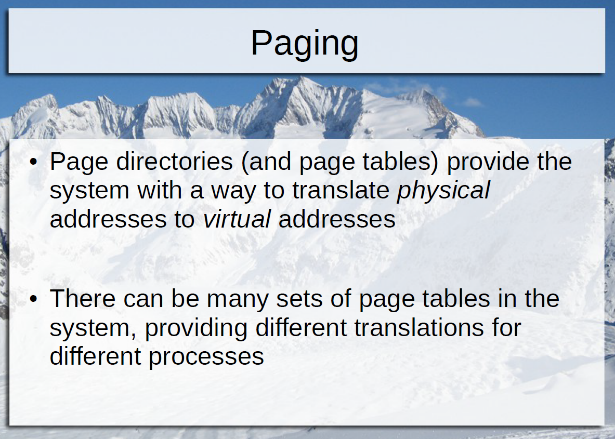 Paging
• Page directories (and page tables) provide the
system with a way to translate physical
addresses to virtual addresses
• There can be many sets of page tables in the
system, providing different translations for
different processes